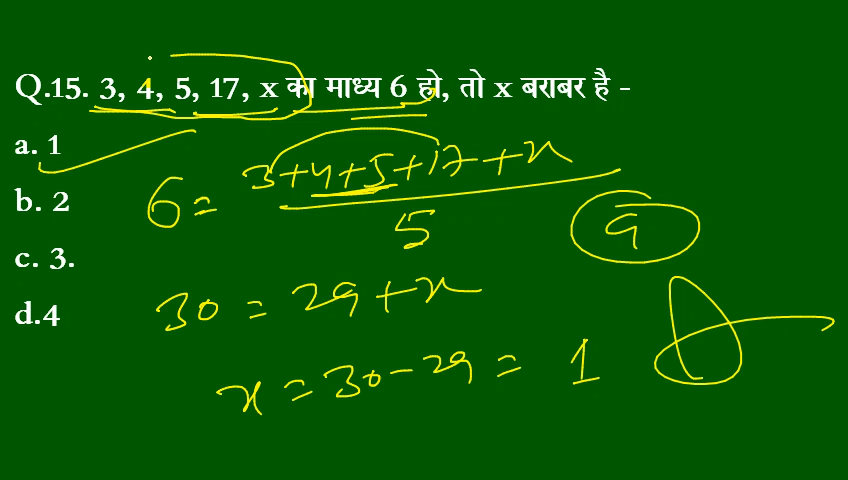 Q.15. 3, 4, 5, 17, x का माध्य 6 हो, तो x बराबर है -
a. 1
b. 2
c. 3.
d.4
6 = 3+4+5+17+x
5
a
30 = 29+x
x = 30-29 = 1